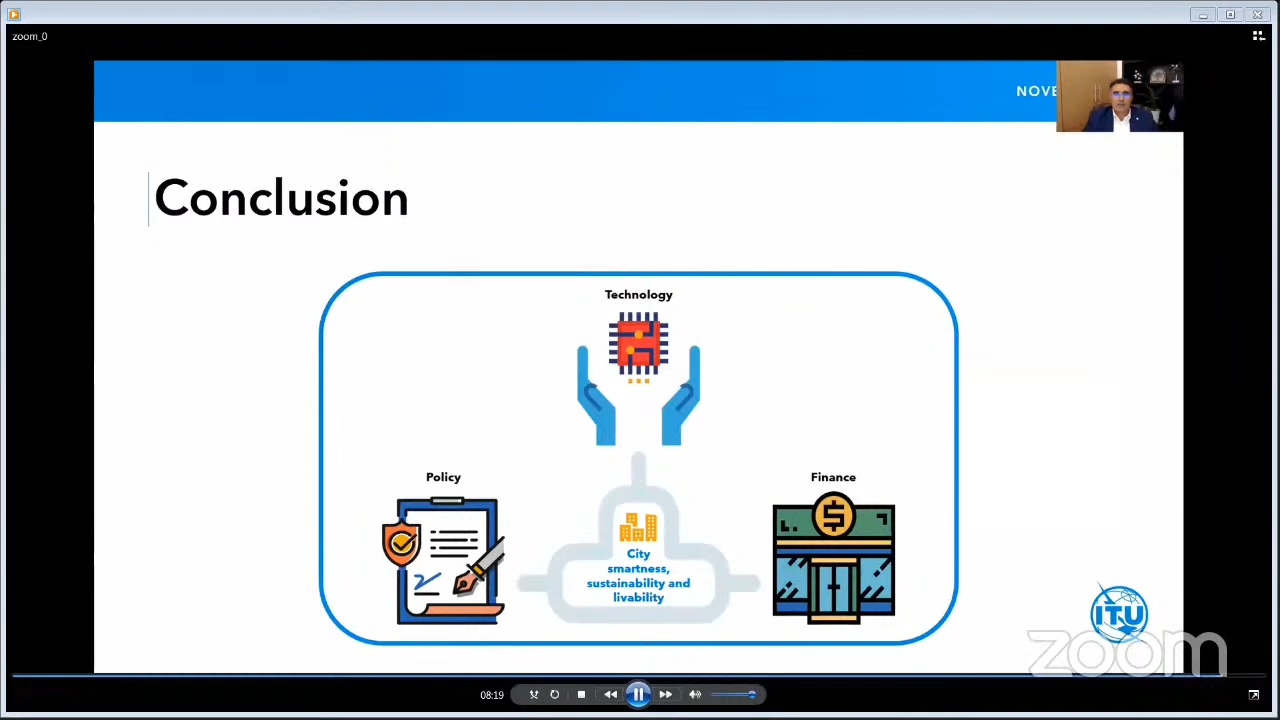 zoom_0
NOVE
Conclusion
Technology
Policy
Finance
City
smartness,
sustainability and
livability
ITU
zoom
08:19